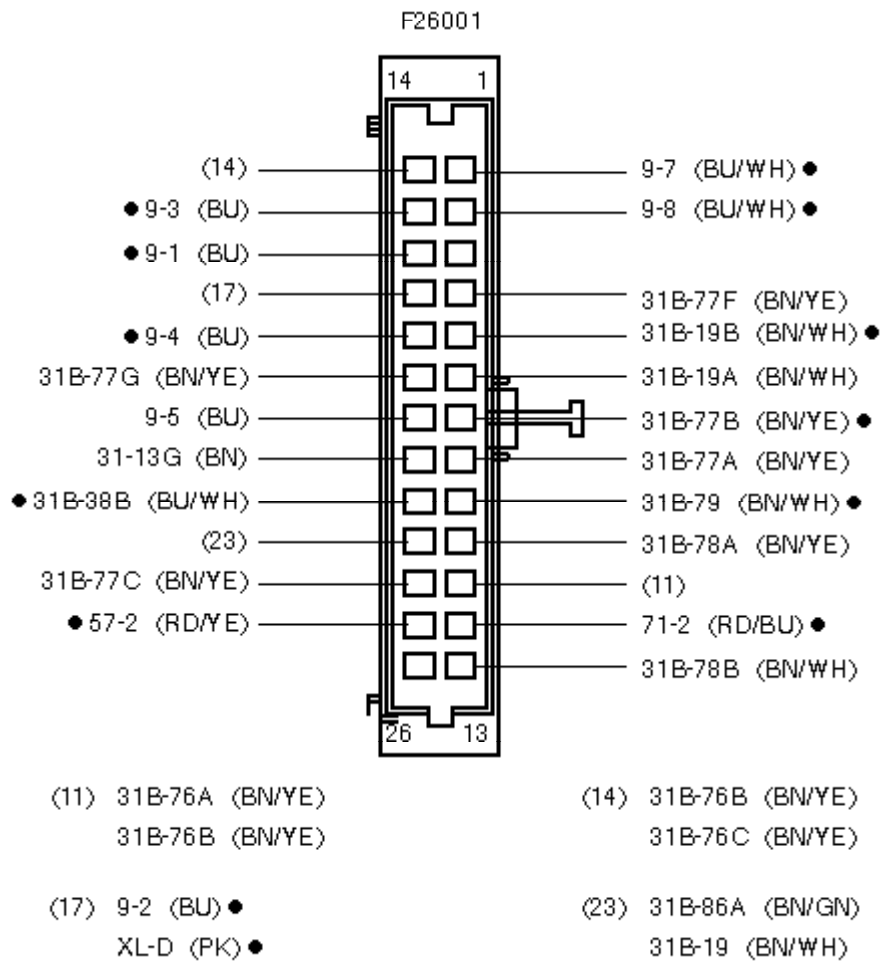 F26001
14 1
(14) 9-7 (BU/WH) ●
● 9-3 (BU) 9-8 (BU/WH) ●
● 9-1 (BU)
(17) 31B-77F (BN/YE)
● 9-4 (BU) 31B-19B (BN/WH) ●
31B-77G (BN/YE) 31B-19A (BN/WH)
9-5 (BU) 31B-77B (BN/YE) ●
31-13G (BN) 31B-77A (BN/YE)
● 31B-38B (BU/WH) 31B-79 (BN/WH) ●
(23) 31B-78A (BN/YE)
31B-77C (BN/YE) (11)
● 57-2 (RD/YE) 71-2 (RD/BU) ●
31B-78B (BN/WH)
26 13
(11) 31B-76A (BN/YE) (14) 31B-76B (BN/YE)
31B-76B (BN/YE) 31B-76C (BN/YE)
(17) 9-2 (BU) ● (23) 31B-86A (BN/GN)
XL-D (PK) ● 31B-19 (BN/WH)